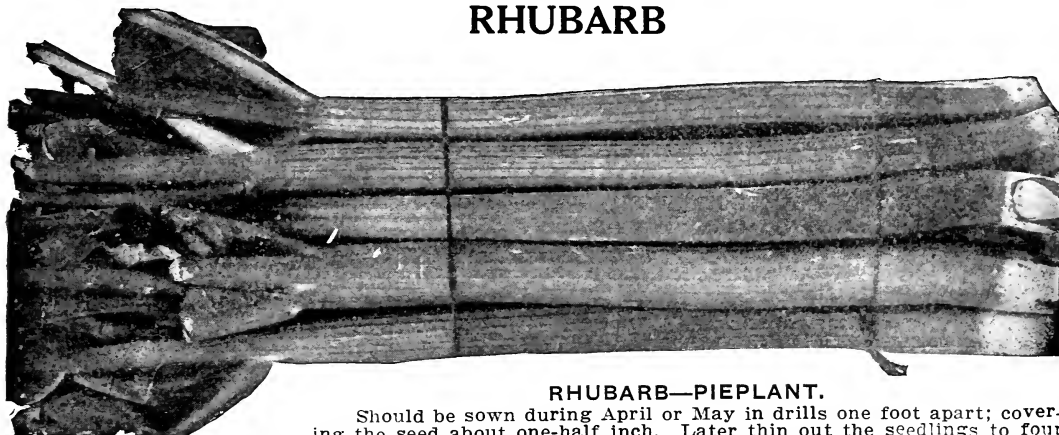 RHUBARB
RHUBARB—PIEPLANT.
Should be sown during April or May in drills one foot apart; cover-
ing the seed about one-half inch. Later thin out the seedlings to four